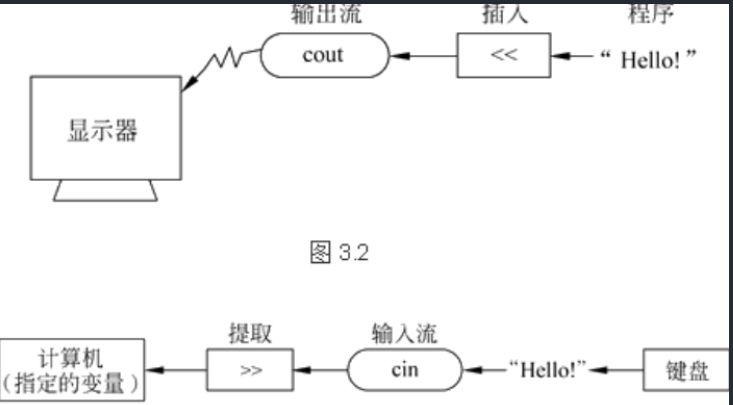 输出流 插入 程序
cout << “ Hello! ”
显示器
图 3.2
提取 输入流
计算机
(指定的变量) >> cin “Hello!” 键盘